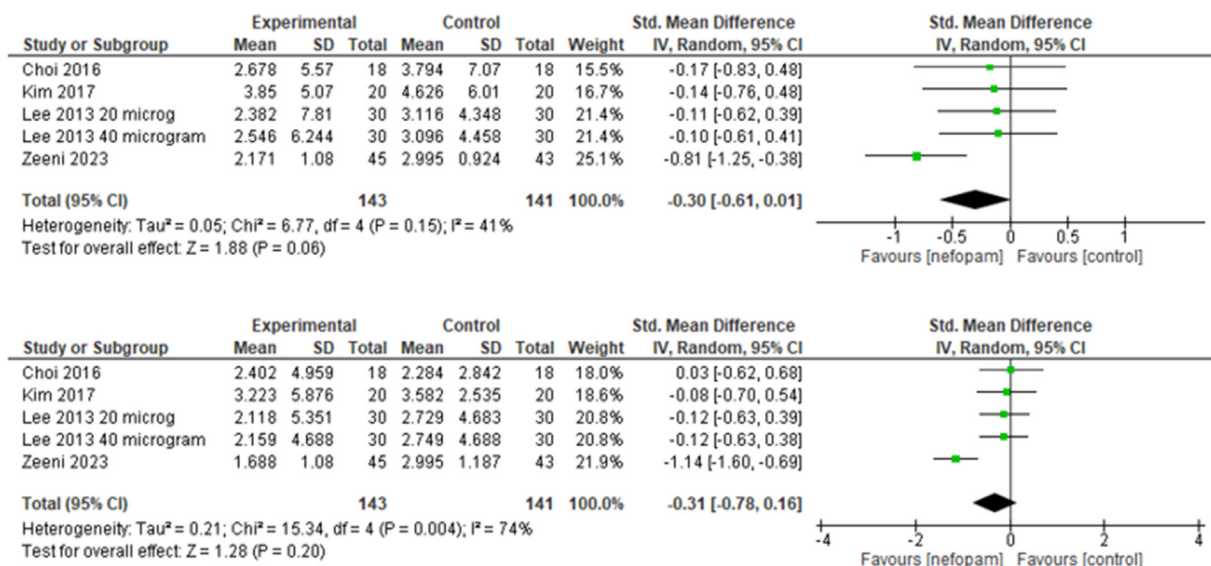 Experimental Control Std. Mean Difference Std. Mean Difference
Study or Subgroup Mean SD Total Mean SD Total Weight IV, Random, 95% CI IV, Random, 95% CI
Choi 2016 2.678 5.57 18 3.794 7.07 18 15.5% -0.17 [-0.83, 0.48]
Kim 2017 3.85 5.07 20 4.626 6.01 20 16.7% -0.14 [-0.76, 0.48]
Lee 2013 20 microg 2.382 7.81 30 3.116 4.348 30 21.4% -0.11 [-0.62, 0.39]
Lee 2013 40 microgram 2.546 6.244 30 3.096 4.458 30 21.4% -0.10 [-0.61, 0.41]
Zeeni 2023 2.171 1.08 45 2.995 0.924 43 25.1% -0.81 [-1.25, -0.38]
Total (95% CI) 143 141 100.0% -0.30 [-0.61, 0.01]
Heterogeneity: Tau² = 0.05; Chi² = 6.77, df = 4 (P = 0.15); I² = 41%
Test for overall effect: Z = 1.88 (P = 0.06)
-1 -0.5 0 0.5 1
Favours [nefopam] Favours [control]
Experimental Control Std. Mean Difference Std. Mean Difference
Study or Subgroup Mean SD Total Mean SD Total Weight IV, Random, 95% CI IV, Random, 95% CI
Choi 2016 2.402 4.959 18 2.284 2.842 18 18.0% 0.03 [-0.62, 0.68]
Kim 2017 3.223 5.876 20 3.582 2.535 20 18.6% -0.08 [-0.70, 0.54]
Lee 2013 20 microg 2.118 5.351 30 2.729 4.683 30 20.8% -0.12 [-0.63, 0.39]
Lee 2013 40 microgram 2.159 4.688 30 2.749 4.688 30 20.8% -0.12 [-0.63, 0.38]
Zeeni 2023 1.688 1.08 45 2.995 1.187 43 21.9% -1.14 [-1.60, -0.69]
Total (95% CI) 143 141 100.0% -0.31 [-0.78, 0.16]
Heterogeneity: Tau² = 0.21; Chi² = 15.34, df = 4 (P = 0.004); I² = 74%
Test for overall effect: Z = 1.28 (P = 0.20)
-4 -2 0 2 4
Favours [nefopam] Favours [control]